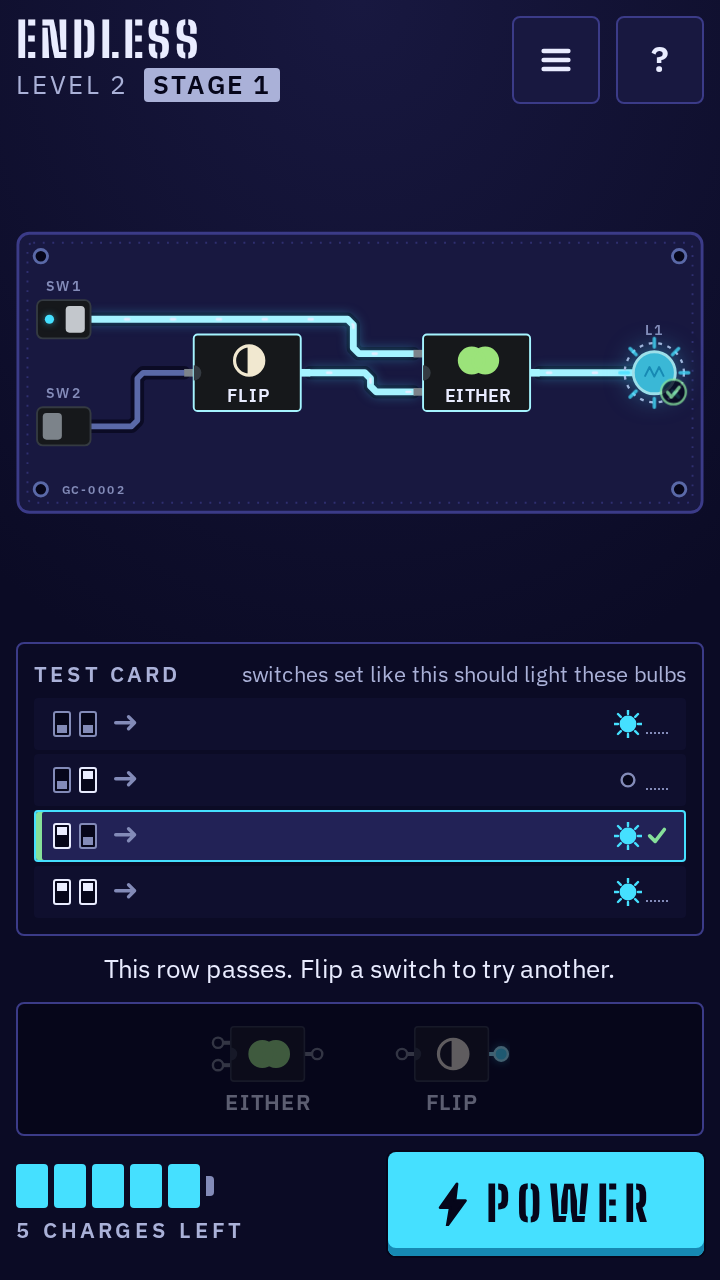 ENDLESS
LEVEL 2 STAGE 1
?
SW1
L1
FLIP
EITHER
SW2
GC-0002
TEST CARD switches set like this should light these bulbs
This row passes. Flip a switch to try another.
EITHER FLIP
POWER
5 CHARGES LEFT